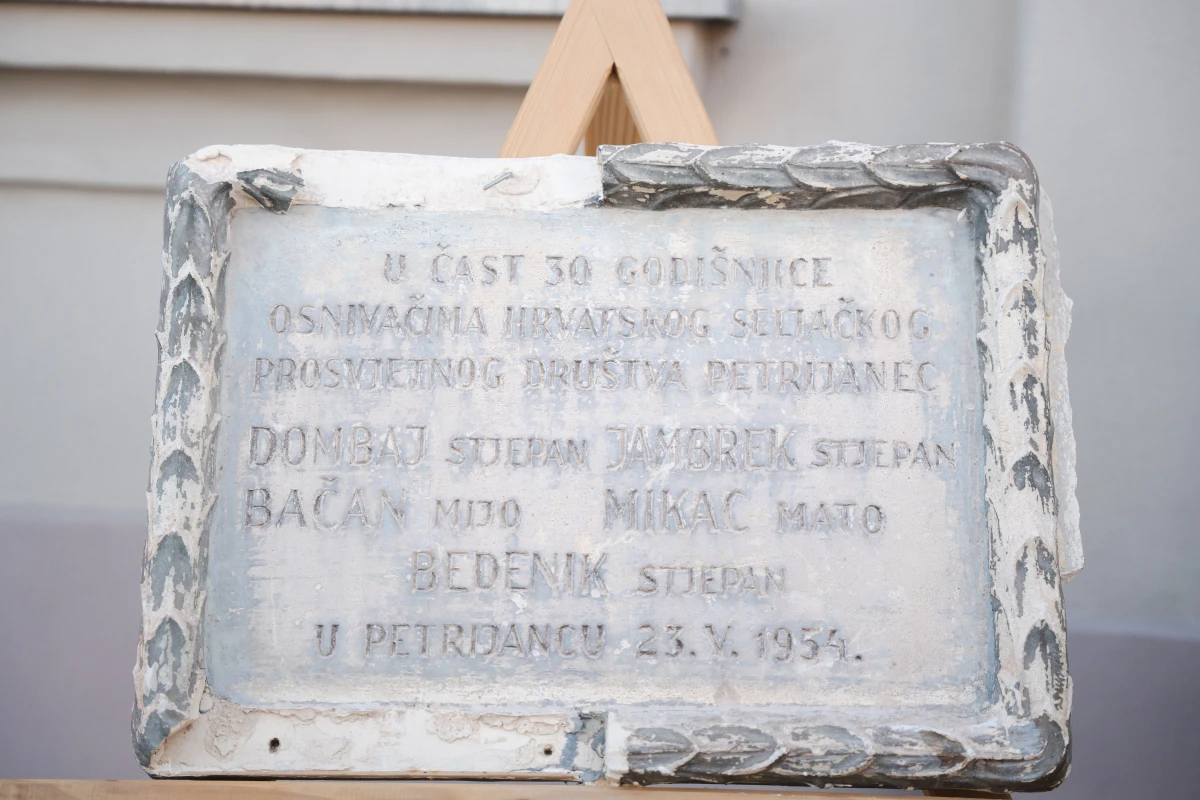 U ČAST 30 GODIŠNJICE
OSNIVAČIMA HRVATSKOG SELJAČKOG
PROSVJETNOG DRUŠTVA PETRIJANEC
DOMBAJ STJEPAN JAMBREK STJEPAN
BAČAN MIJO MIKAC MATO
BEDENIK STJEPAN
U PETRIJANCU 23. V. 1954.